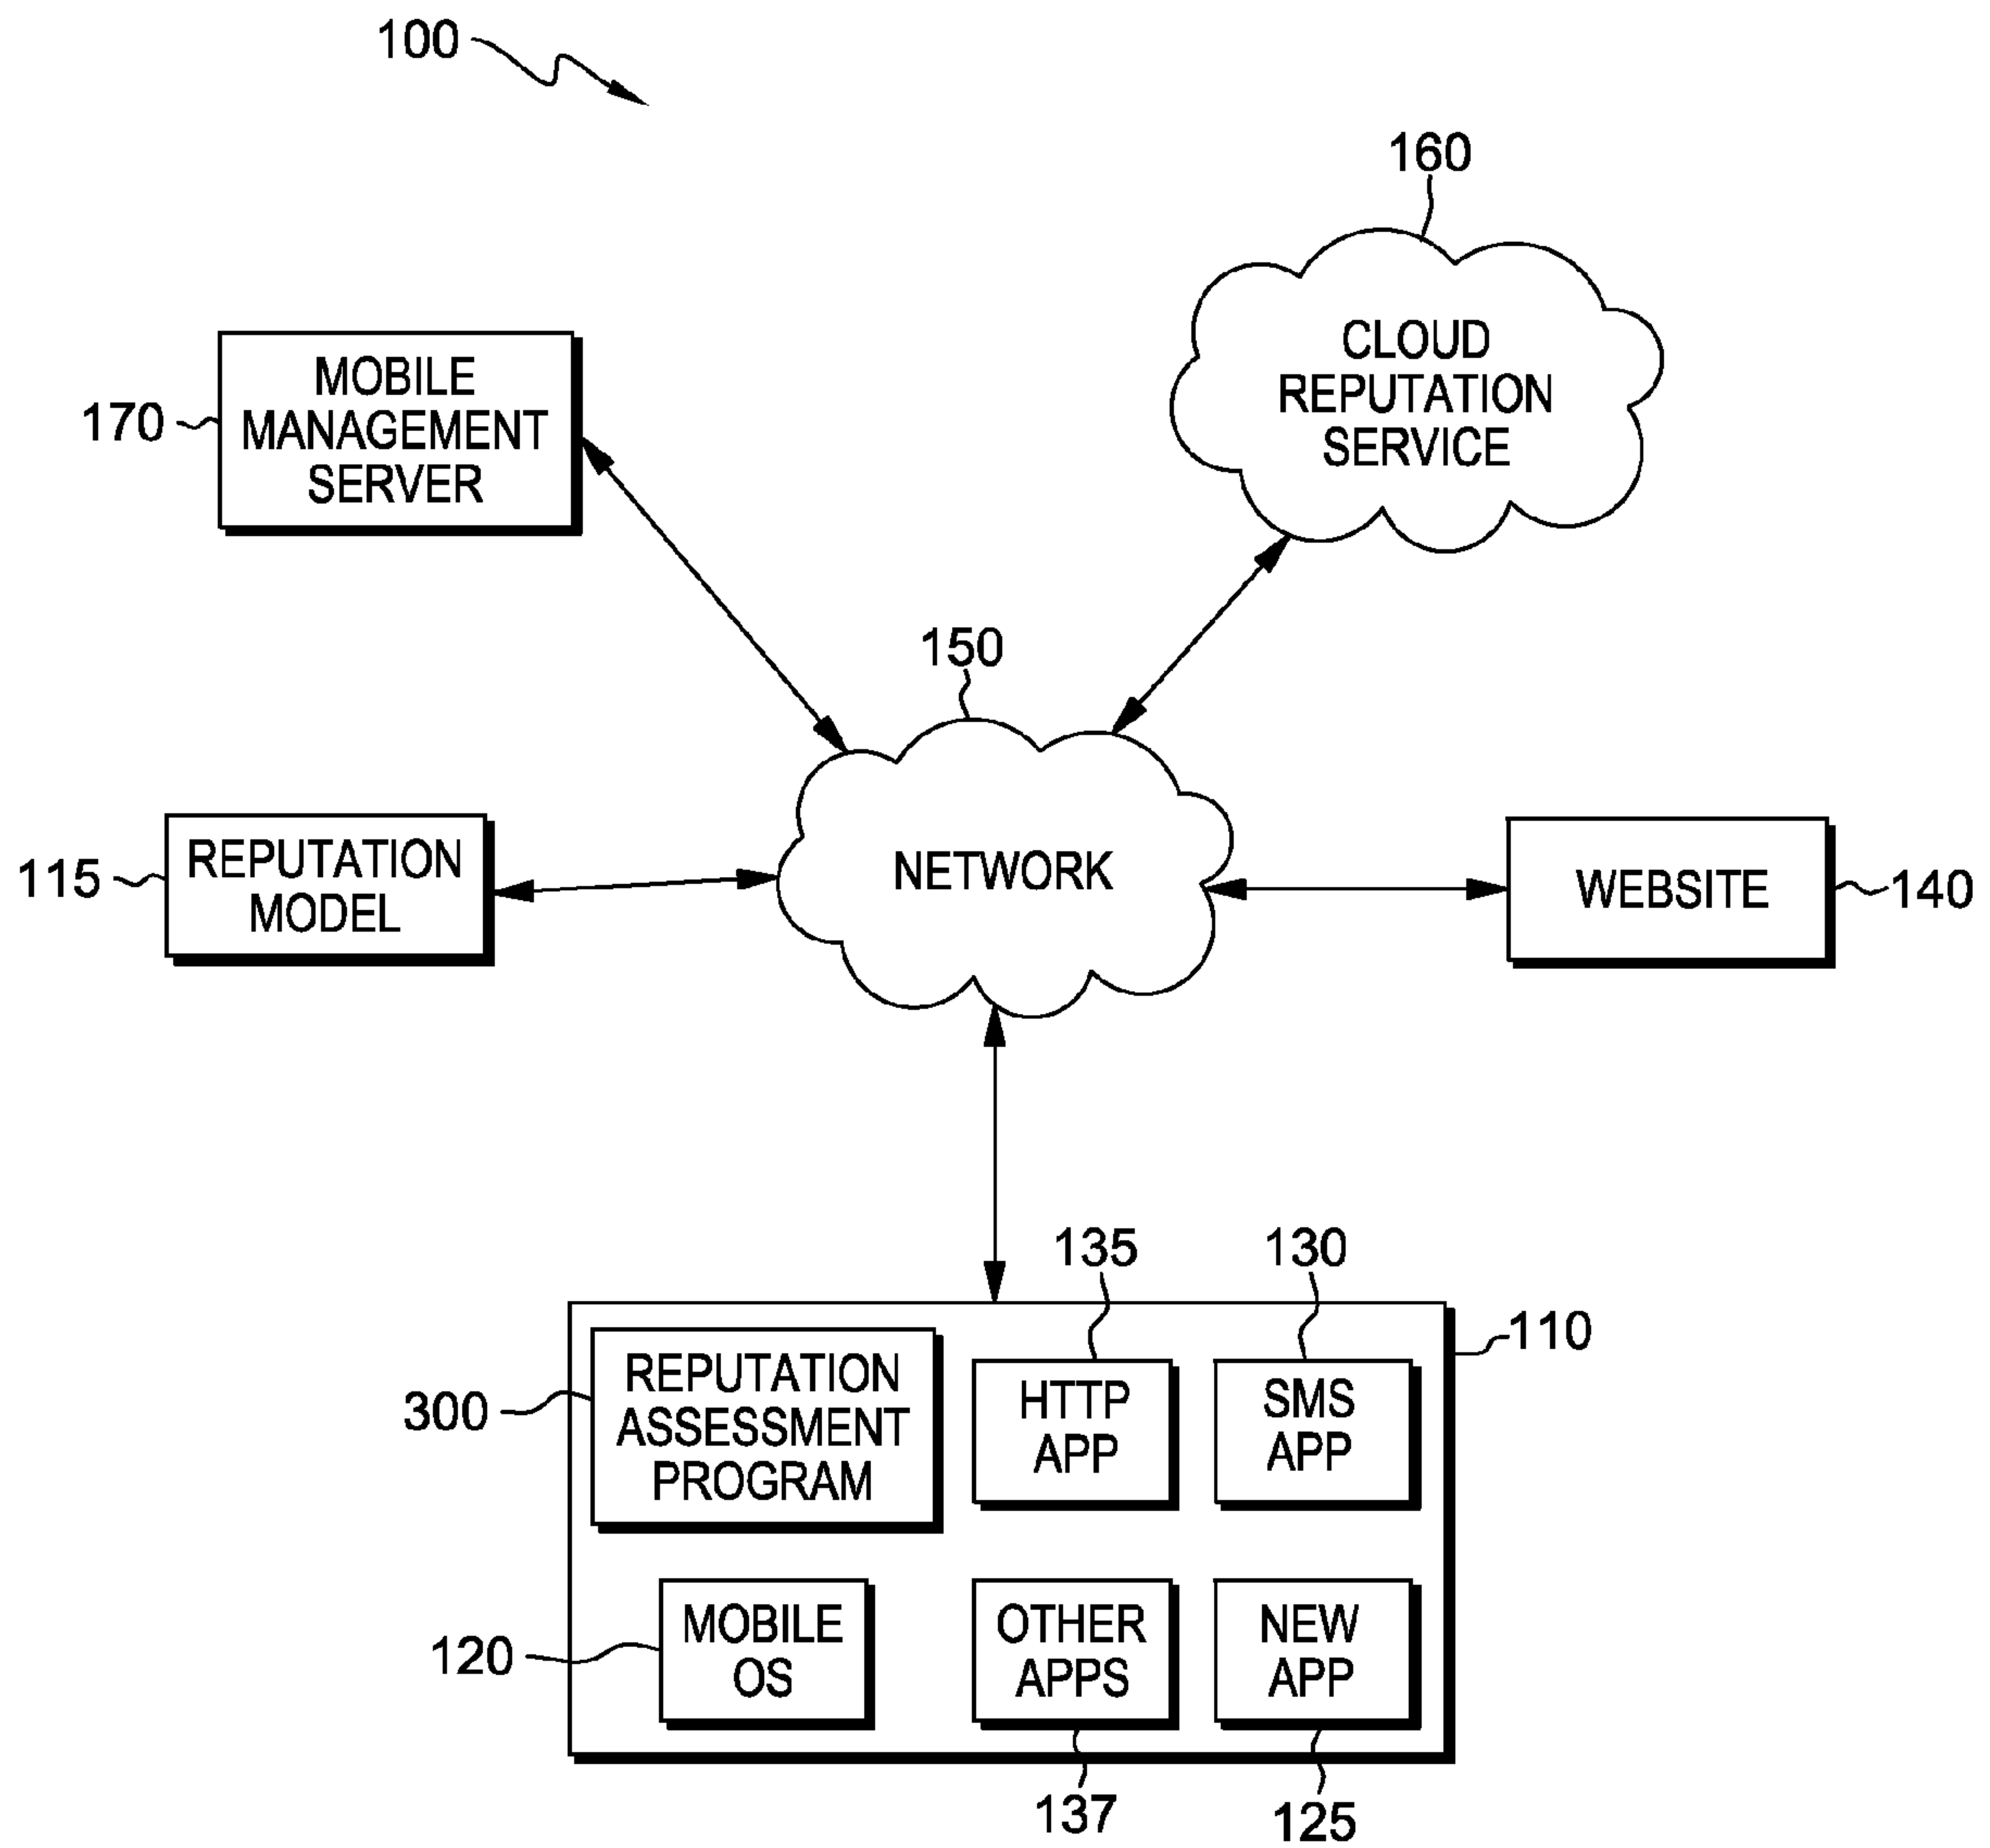 100
160
CLOUD
REPUTATION
SERVICE
MOBILE
MANAGEMENT
SERVER
170
150
NETWORK
REPUTATION
MODEL
115
WEBSITE
140
135
130
110
REPUTATION
ASSESSMENT
PROGRAM
300
HTTP
APP
SMS
APP
MOBILE
OS
120
OTHER
APPS
NEW
APP
137
125